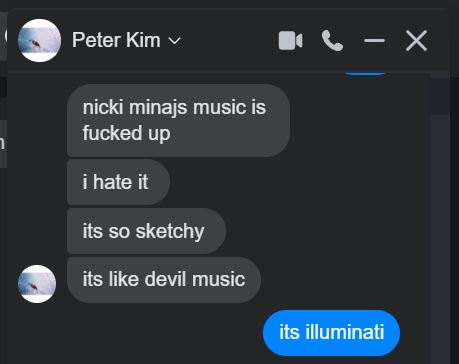 Peter Kim
nicki minajs music is
fucked up
i hate it
its so sketchy
its like devil music
its illuminati